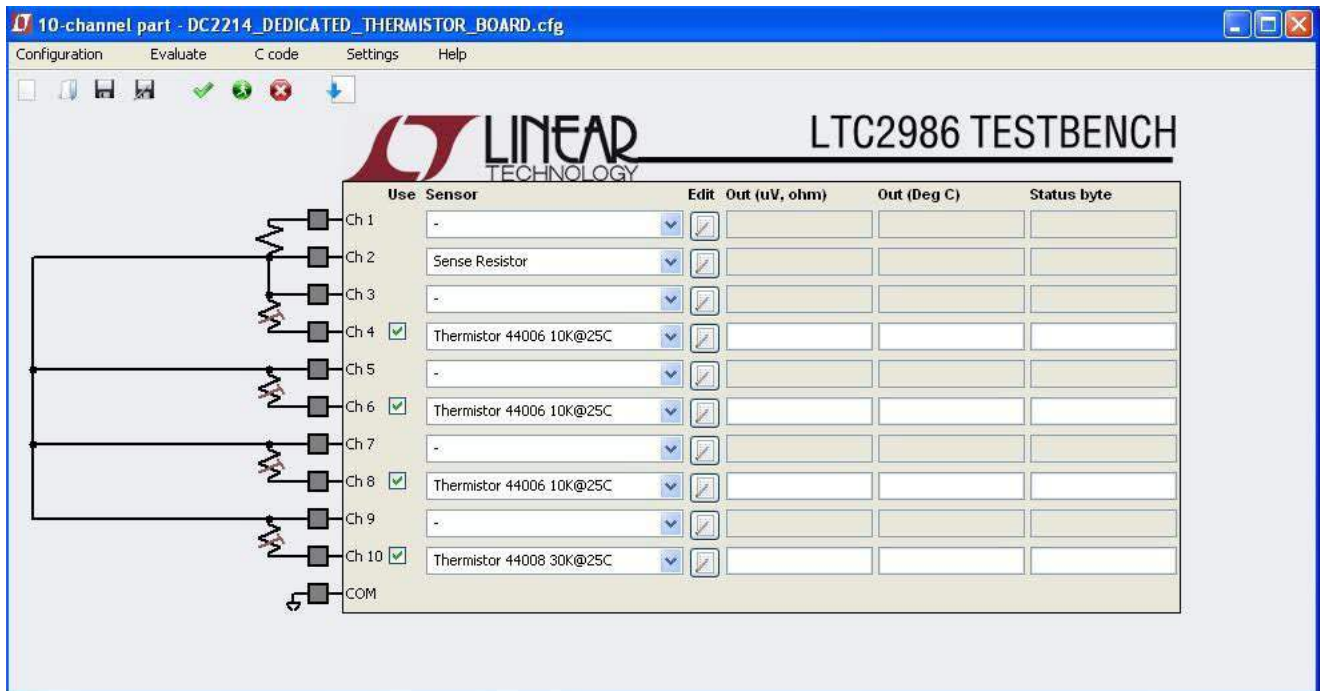 10-channel part - DC2214_DEDICATED_THERMISTOR_BOARD.cfg
Configuration Evaluate C code Settings Help
LINEAR TECHNOLOGY
LTC2986 TESTBENCH
Use Sensor Edit Out (uV, ohm) Out (Deg C) Status byte
Ch 1 -
Ch 2 Sense Resistor
Ch 3 -
Ch 4 Thermistor 44006 10K@25C
Ch 5 -
Ch 6 Thermistor 44006 10K@25C
Ch 7 -
Ch 8 Thermistor 44006 10K@25C
Ch 9 -
Ch 10 Thermistor 44008 30K@25C
COM